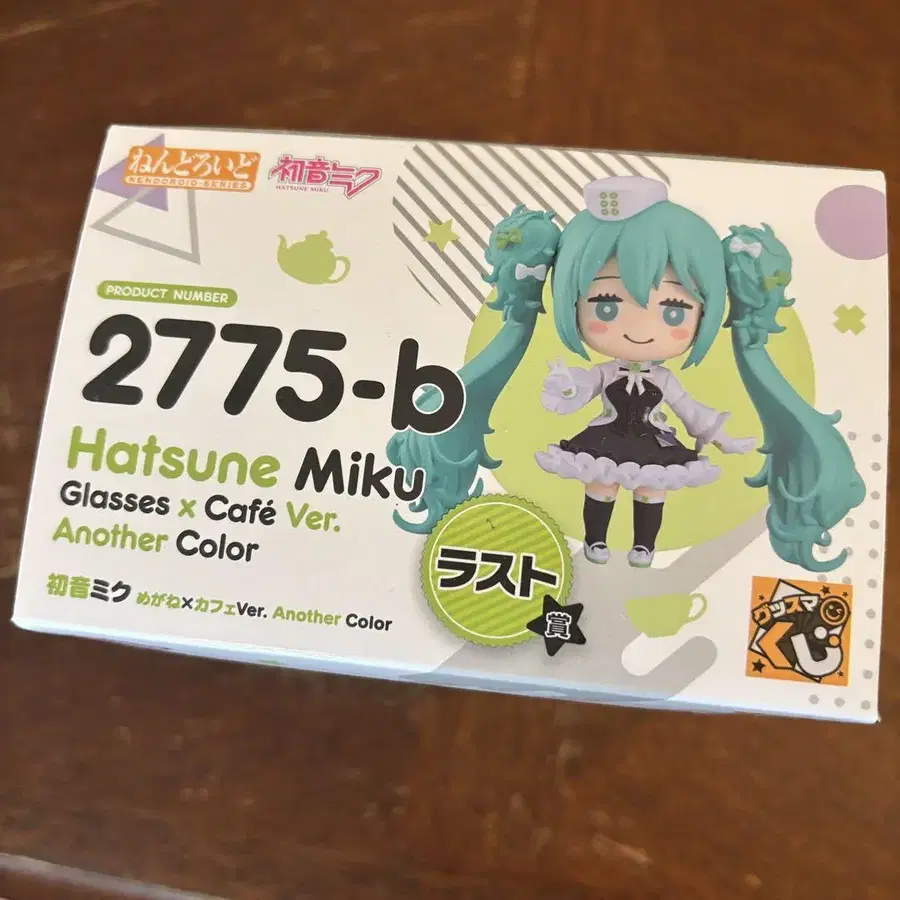 ねんどろいど
NENDOROID-SERIES
初音ミク
HATSUNE MIKU
PRODUCT NUMBER
2775-b
Hatsune Miku
Glasses x Café Ver.
Another Color
初音ミク めがね×カフェVer. Another Color
ラスト
賞
グッスマ
くじ